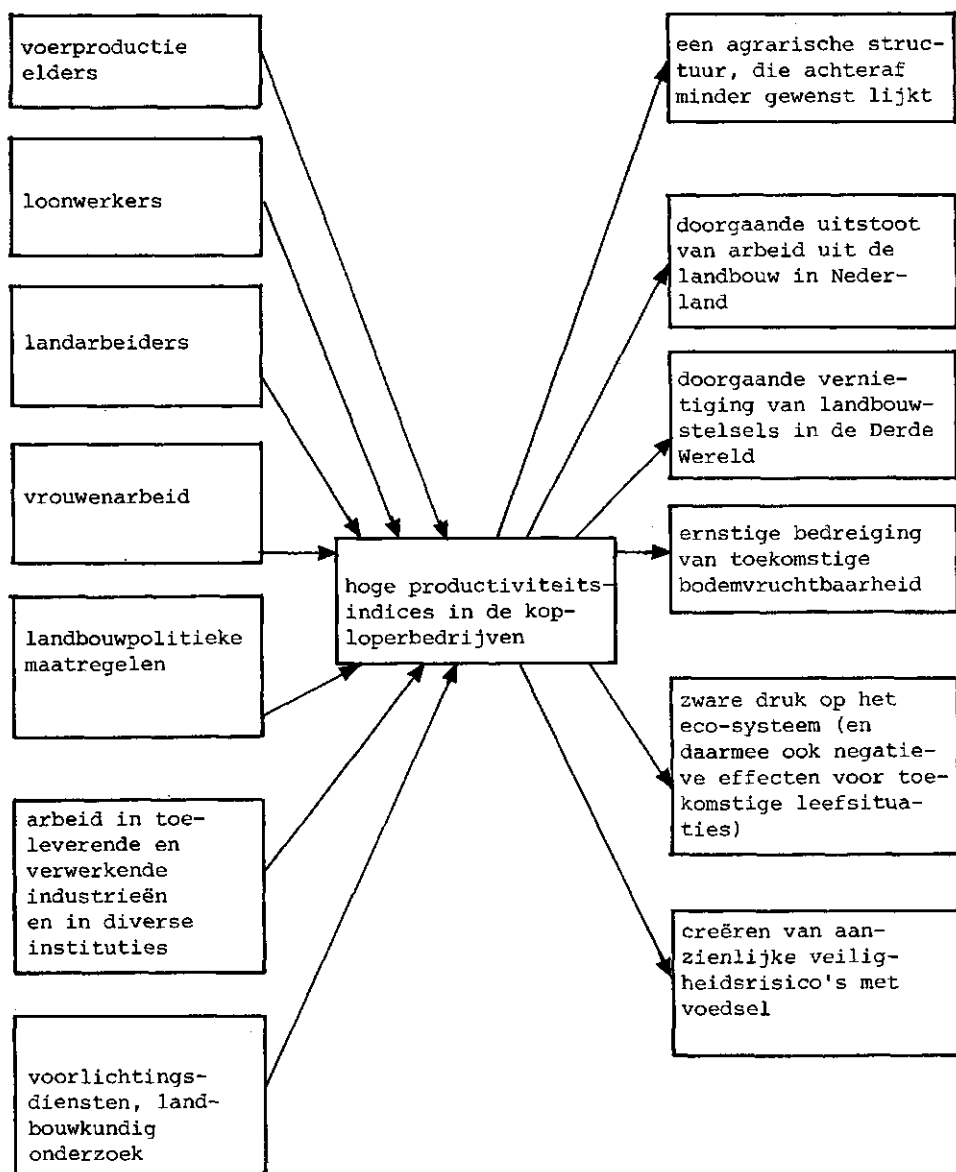 voerproductie
elders
loonwerkers
landarbeiders
vrouwenarbeid
landbouwpolitieke
maatregelen
arbeid in toe-
leverende en
verwerkende
industrieën
en in diverse
instituties
voorlichtings-
diensten, land-
bouwkundig
onderzoek
hoge productiviteits-
indices in de kop-
loperbedrijven
een agrarische struc-
tuur, die achteraf
minder gewenst lijkt
doorgaande uitstoot
van arbeid uit de
landbouw in Neder-
land
doorgaande vernie-
tiging van landbouw-
stelsels in de Derde
Wereld
ernstige bedreiging
van toekomstige
bodemvruchtbaarheid
zware druk op het
eco-systeem (en
daarmee ook negatie-
ve effecten voor toe-
komstige leefsitua-
ties)
creëren van aan-
zienlijke veilig-
heidsrisico's met
voedsel